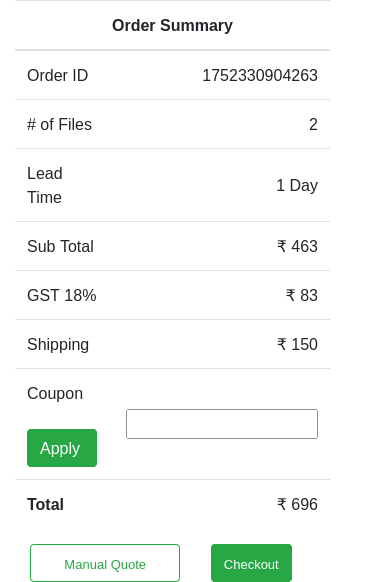 Order Summary
Order ID 1752330904263
# of Files 2
Lead
Time 1 Day
Sub Total ₹ 463
GST 18% ₹ 83
Shipping ₹ 150
Coupon
Apply
Total ₹ 696
Manual Quote Checkout